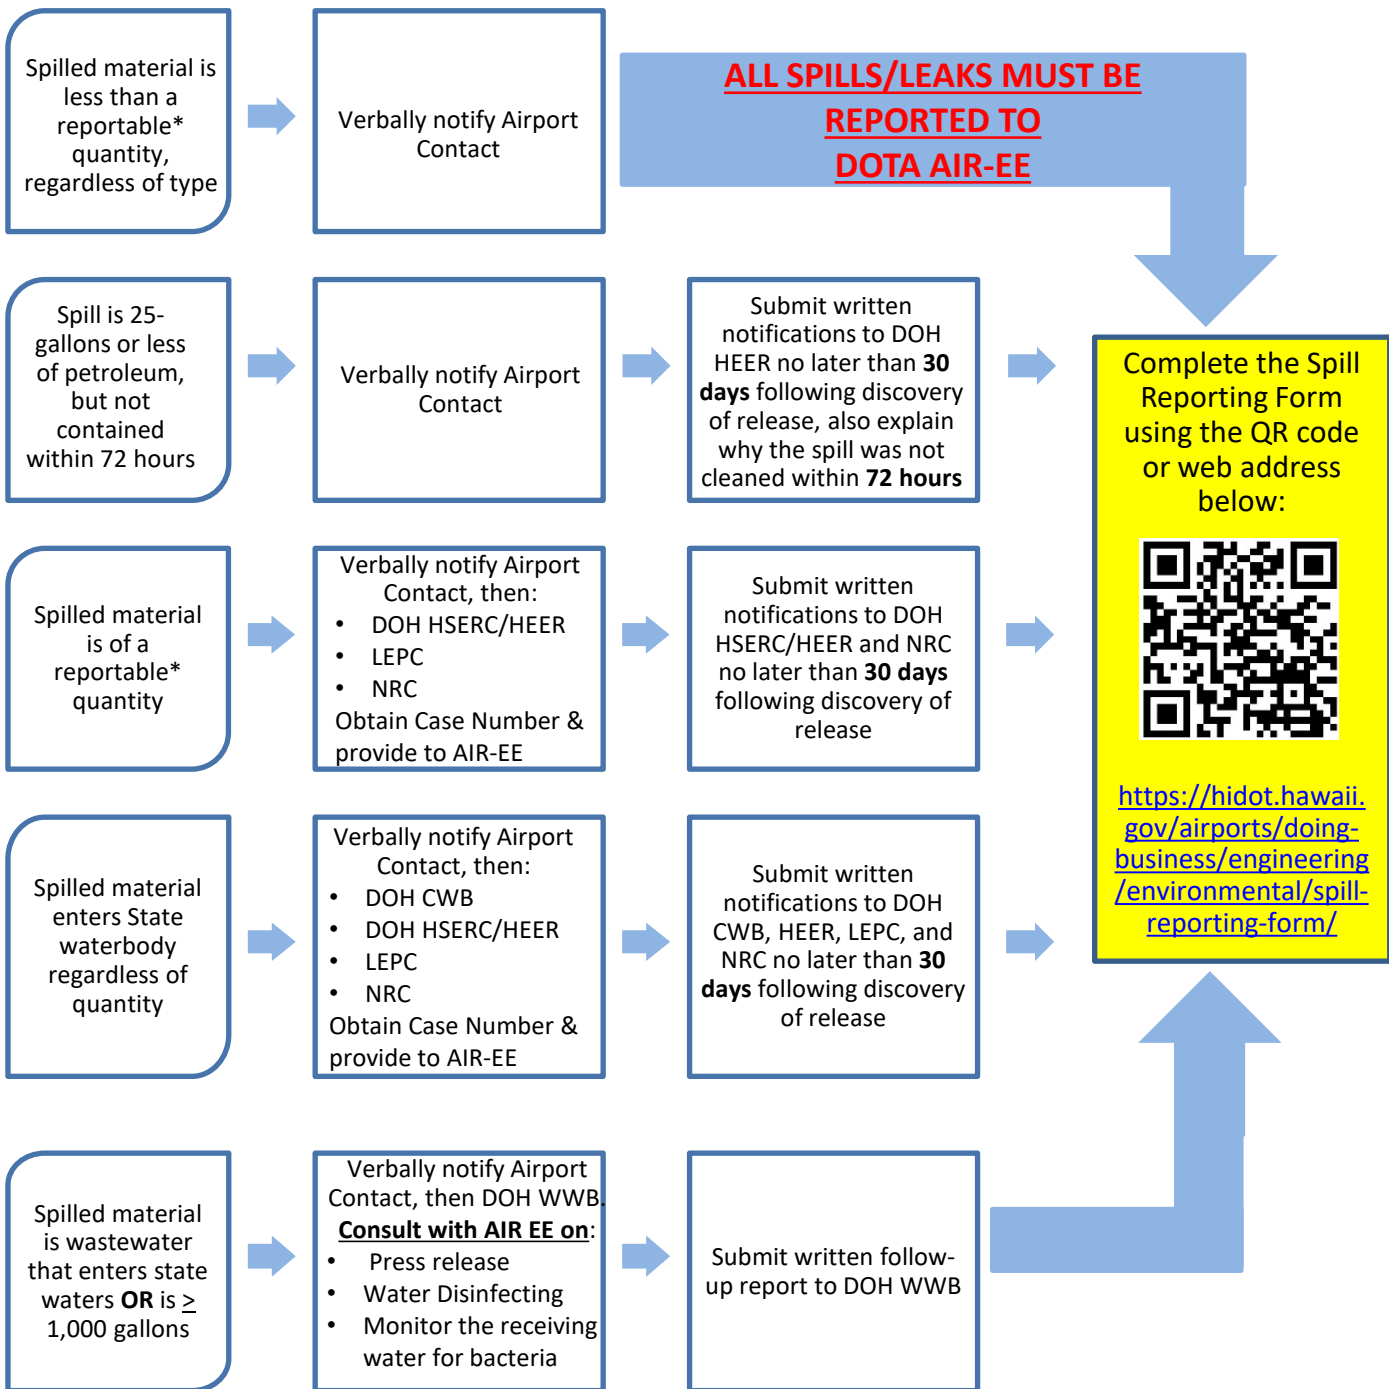 Spilled material is
less than a
reportable*
quantity,
regardless of type
Verbally notify Airport
Contact
ALL SPILLS/LEAKS MUST BE
REPORTED TO
DOTA AIR-EE
Spill is 25-
gallons or less
of petroleum,
but not
contained
within 72 hours
Verbally notify Airport
Contact
Submit written
notifications to DOH
HEER no later than 30
days following discovery
of release, also explain
why the spill was not
cleaned within 72 hours
Spilled material
is of a
reportable*
quantity
Verbally notify Airport
Contact, then:
• DOH HSERC/HEER
• LEPC
• NRC
Obtain Case Number &
provide to AIR-EE
Submit written
notifications to DOH
HSERC/HEER and NRC
no later than 30 days
following discovery of
release
Spilled material
enters State
waterbody
regardless of
quantity
Verbally notify Airport
Contact, then:
• DOH CWB
• DOH HSERC/HEER
• LEPC
• NRC
Obtain Case Number &
provide to AIR-EE
Submit written
notifications to DOH
CWB, HEER, LEPC, and
NRC no later than 30
days following discovery
of release
Spilled material
is wastewater
that enters state
waters OR is ≥
1,000 gallons
Verbally notify Airport
Contact, then DOH WWB.
Consult with AIR EE on:
• Press release
• Water Disinfecting
• Monitor the receiving
water for bacteria
Submit written follow-
up report to DOH WWB
Complete the Spill
Reporting Form
using the QR code
or web address
below:
https://hidot.hawaii.
gov/airports/doing-
business/engineering
/environmental/spill-
reporting-form/